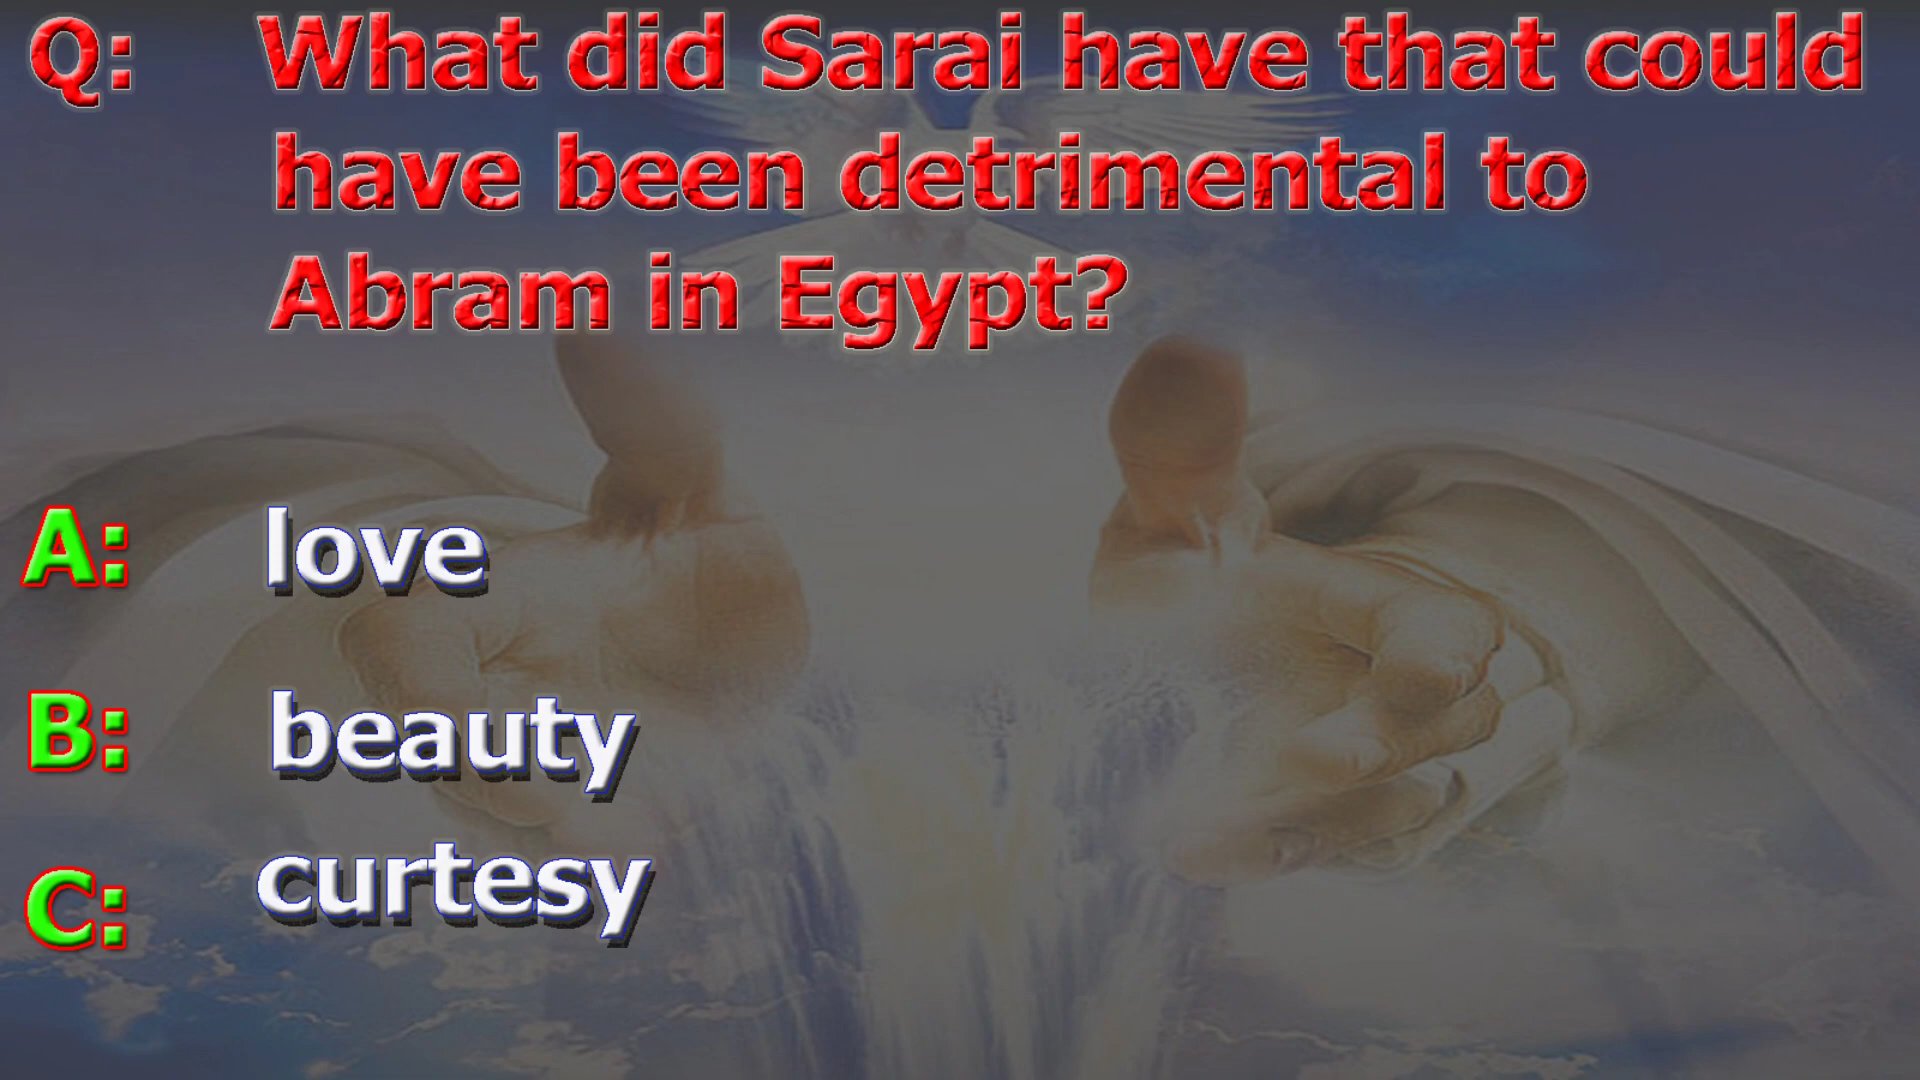 Q: What did Sarai have that could
have been detrimental to
Abram in Egypt?
A: love
B: beauty
C: curtesy